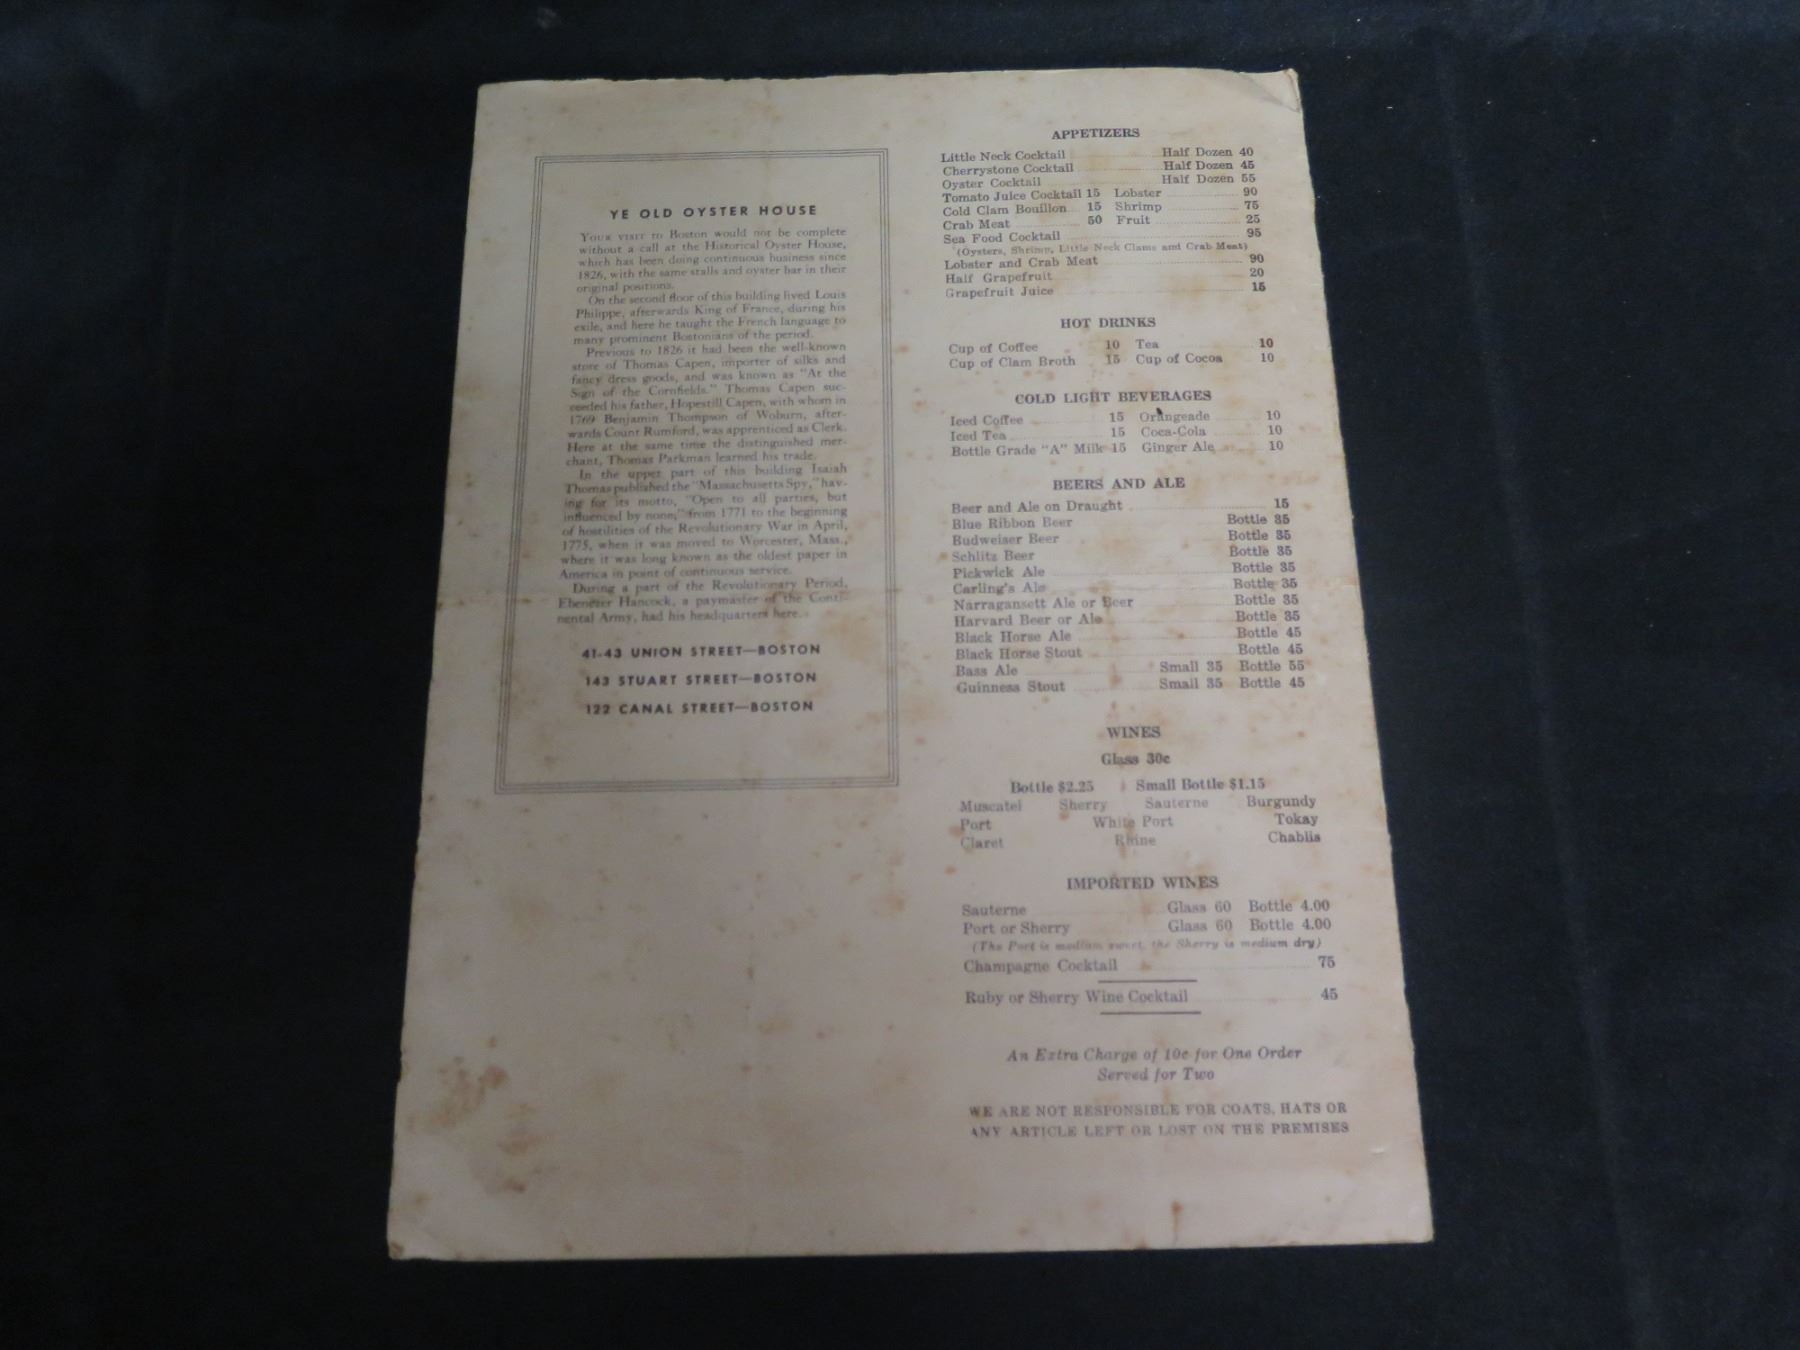 YE OLD OYSTER HOUSE
YOUR VISIT TO Boston would not be complete
without a call at the Historical Oyster House,
which has been doing continuous business since
1826, with the same stalls and oyster bar in their
original positions.
On the second floor of this building lived Louis
Philippe, afterwards King of France, during his
exile, and here he taught the French language to
many prominent Bostonians of the period.
Previous to 1826 it had been the well-known
store of Thomas Capen, importer of silks and
fancy dress goods, and was known as "At the
Sign of the Cornfields." Thomas Capen suc-
ceeded his father, Hopestill Capen, with whom in
1769 Benjamin Thompson of Woburn, after-
wards Count Rumford, was apprenticed as Clerk.
Here at the same time the distinguished mer-
chant, Thomas Parkman learned his trade.
In the upper part of this building Isaiah
Thomas published the "Massachusetts Spy," hav-
ing for its motto, "Open to all parties, but
influenced by none," from 1771 to the beginning
of hostilities of the Revolutionary War in April,
1775, when it was moved to Worcester, Mass.,
where it was long known as the oldest paper in
America in point of continuous service.
During a part of the Revolutionary Period,
Ebenezer Hancock, a paymaster of the Conti-
nental Army, had his headquarters here.
41-43 UNION STREET—BOSTON
143 STUART STREET—BOSTON
122 CANAL STREET—BOSTON
APPETIZERS
Little Neck Cocktail Half Dozen 40
Cherrystone Cocktail Half Dozen 45
Oyster Cocktail Half Dozen 55
Tomato Juice Cocktail 15 Lobster 90
Cold Clam Bouillon 15 Shrimp 75
Crab Meat 50 Fruit 25
Sea Food Cocktail 95
(Oysters, Shrimp, Little Neck Clams and Crab Meat)
Lobster and Crab Meat 90
Half Grapefruit 20
Grapefruit Juice 15
HOT DRINKS
Cup of Coffee 10 Tea 10
Cup of Clam Broth 15 Cup of Cocoa 10
COLD LIGHT BEVERAGES
Iced Coffee 15 Orangeade 10
Iced Tea 15 Coca-Cola 10
Bottle Grade "A" Milk 15 Ginger Ale 10
BEERS AND ALE
Beer and Ale on Draught 15
Blue Ribbon Beer Bottle 35
Budweiser Beer Bottle 35
Schlitz Beer Bottle 35
Pickwick Ale Bottle 35
Carling's Ale Bottle 35
Narragansett Ale or Beer Bottle 35
Harvard Beer or Ale Bottle 35
Black Horse Ale Bottle 45
Black Horse Stout Bottle 45
Bass Ale Small 35 Bottle 55
Guinness Stout Small 35 Bottle 45
WINES
Glass 30c
Bottle $2.25 Small Bottle $1.15
Muscatel Sherry Sauterne Burgundy
Port White Port Tokay
Claret Rhine Chablis
IMPORTED WINES
Sauterne Glass 60 Bottle 4.00
Port or Sherry Glass 60 Bottle 4.00
(The Port is medium sweet, the Sherry is medium dry)
Champagne Cocktail 75
Ruby or Sherry Wine Cocktail 45
An Extra Charge of 10c for One Order
Served for Two
WE ARE NOT RESPONSIBLE FOR COATS, HATS OR
ANY ARTICLE LEFT OR LOST ON THE PREMISES